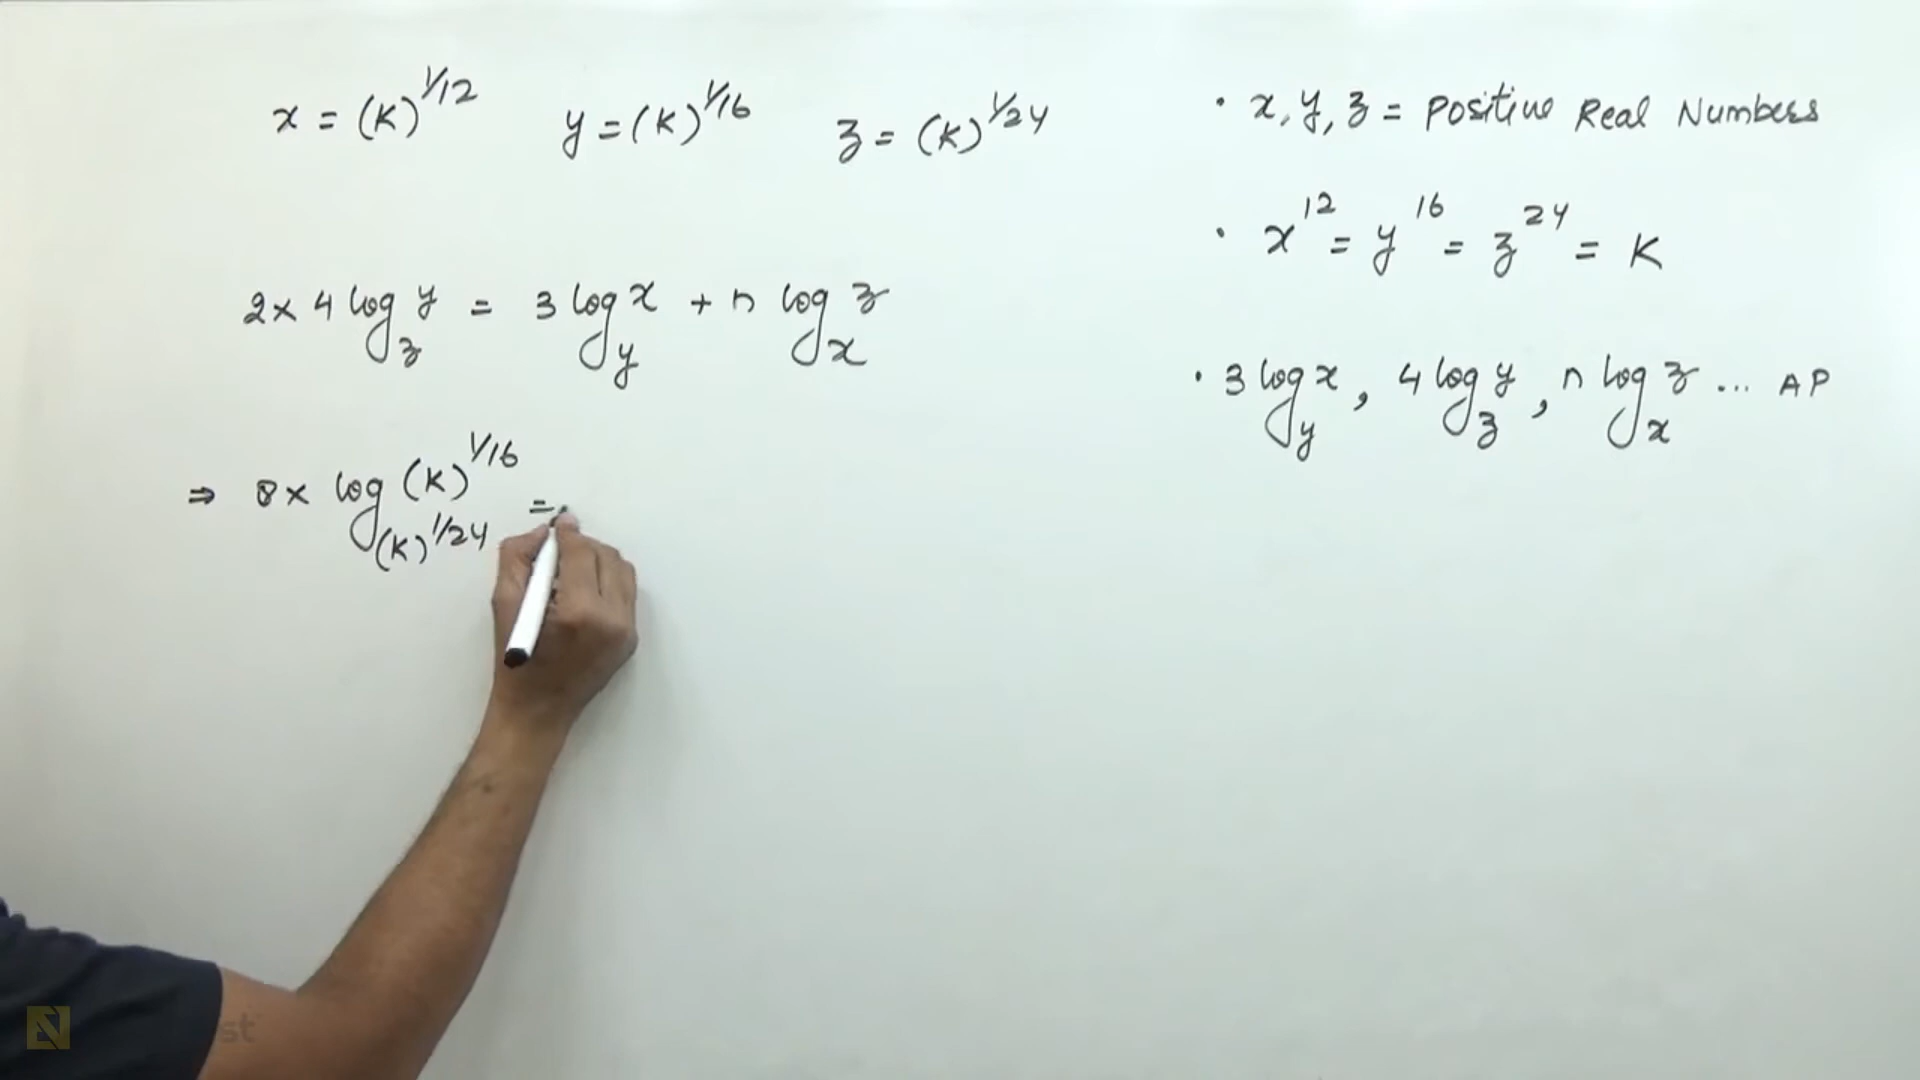 x = (K)^1/12 y = (K)^1/16 z = (K)^1/24
2 x 4 log_z y = 3 log_y x + n log_x z
⇒ 8 x log_(K)^1/24 (K)^1/16 =
• x, y, z = Positive Real Numbers
• x^12 = y^16 = z^24 = K
• 3 log_y x, 4 log_z y, n log_x z ... AP